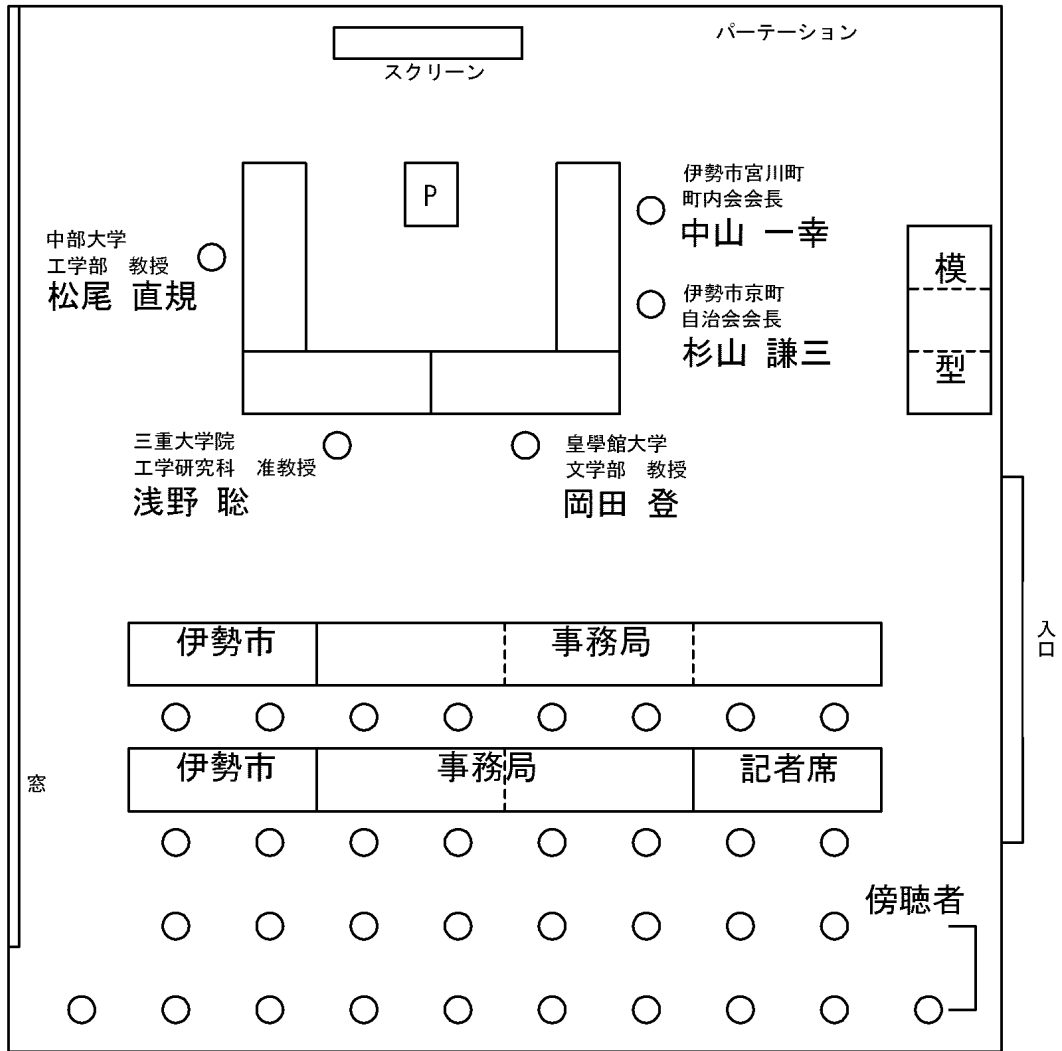 パーテーション
スクリーン
P
伊勢市宮川町
町内会会長
中山 一幸
中部大学
工学部 教授
松尾 直規
伊勢市京町
自治会会長
杉山 謙三
模
型
三重大学院
工学研究科 准教授
浅野 聡
皇學館大学
文学部 教授
岡田 登
入口
伊勢市
事務局
伊勢市
事務局
記者席
窓
傍聴者